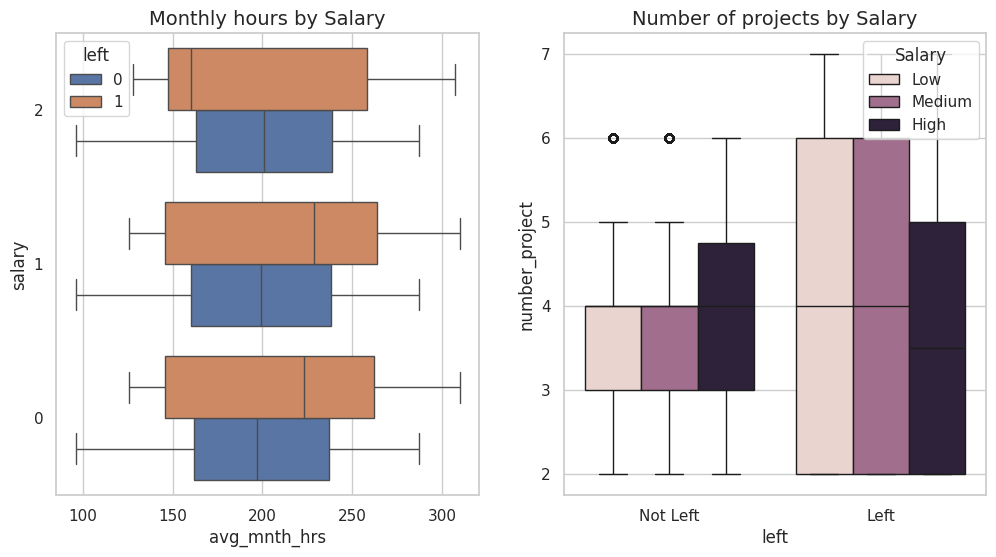 Monthly hours by Salary
left
0
1
2
1
0
salary
100
150
200
250
300
avg_mnth_hrs
Number of projects by Salary
Salary
Low
Medium
High
7
6
5
4
3
2
number_project
Not Left
Left
left